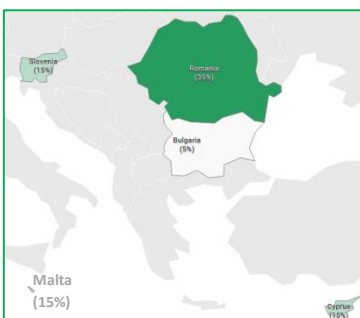 Slovenia
(15%)
Romania
(35%)
Bulgaria
(5%)
Malta
(15%)
Cyprus
(15%)